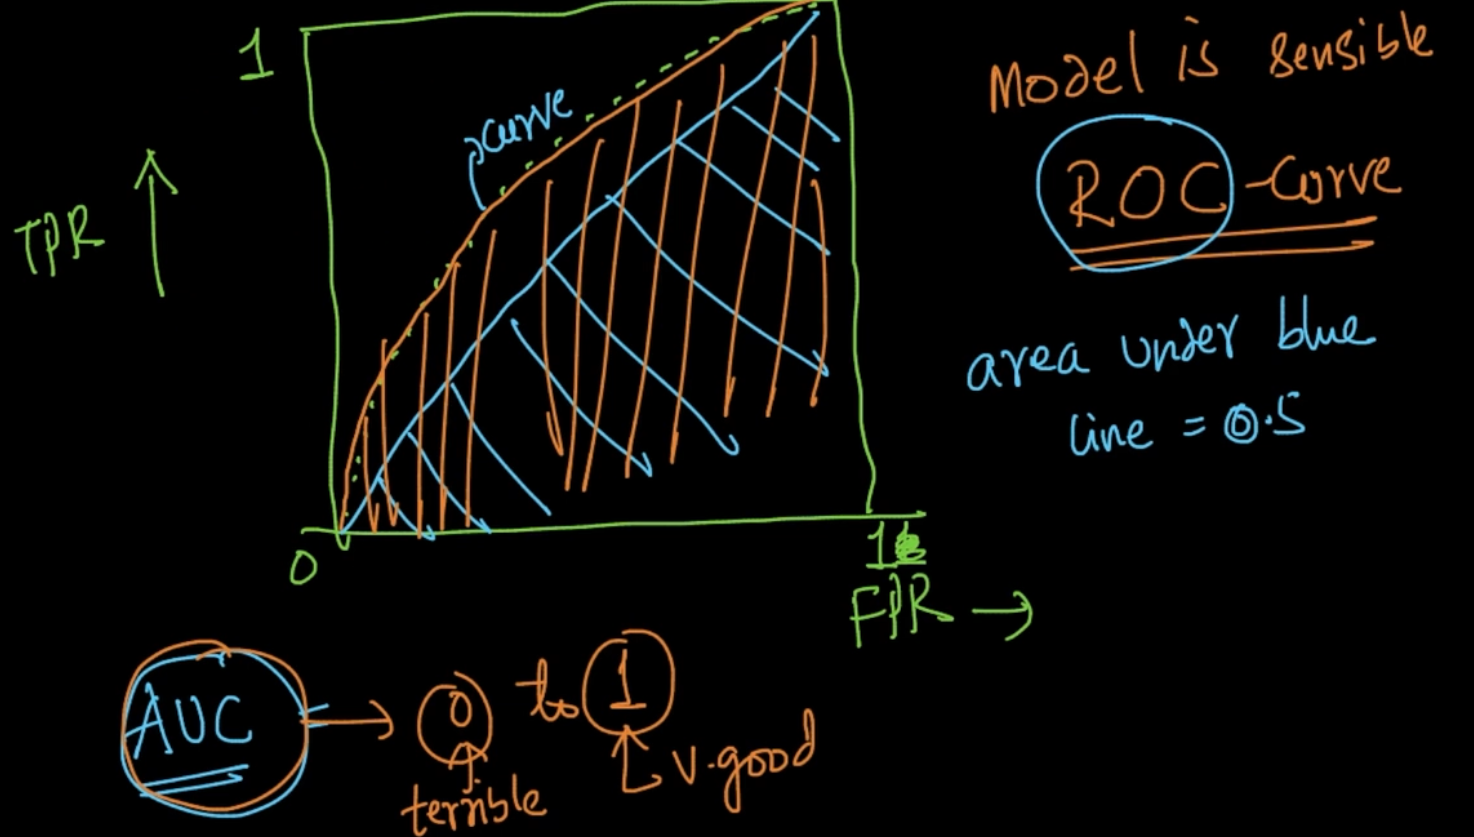 1
Model is sensible
curve
ROC-Curve
TPR
area under blue
line = 0.5
0
1
FPR
AUC
0 to 1
v.good
terrible